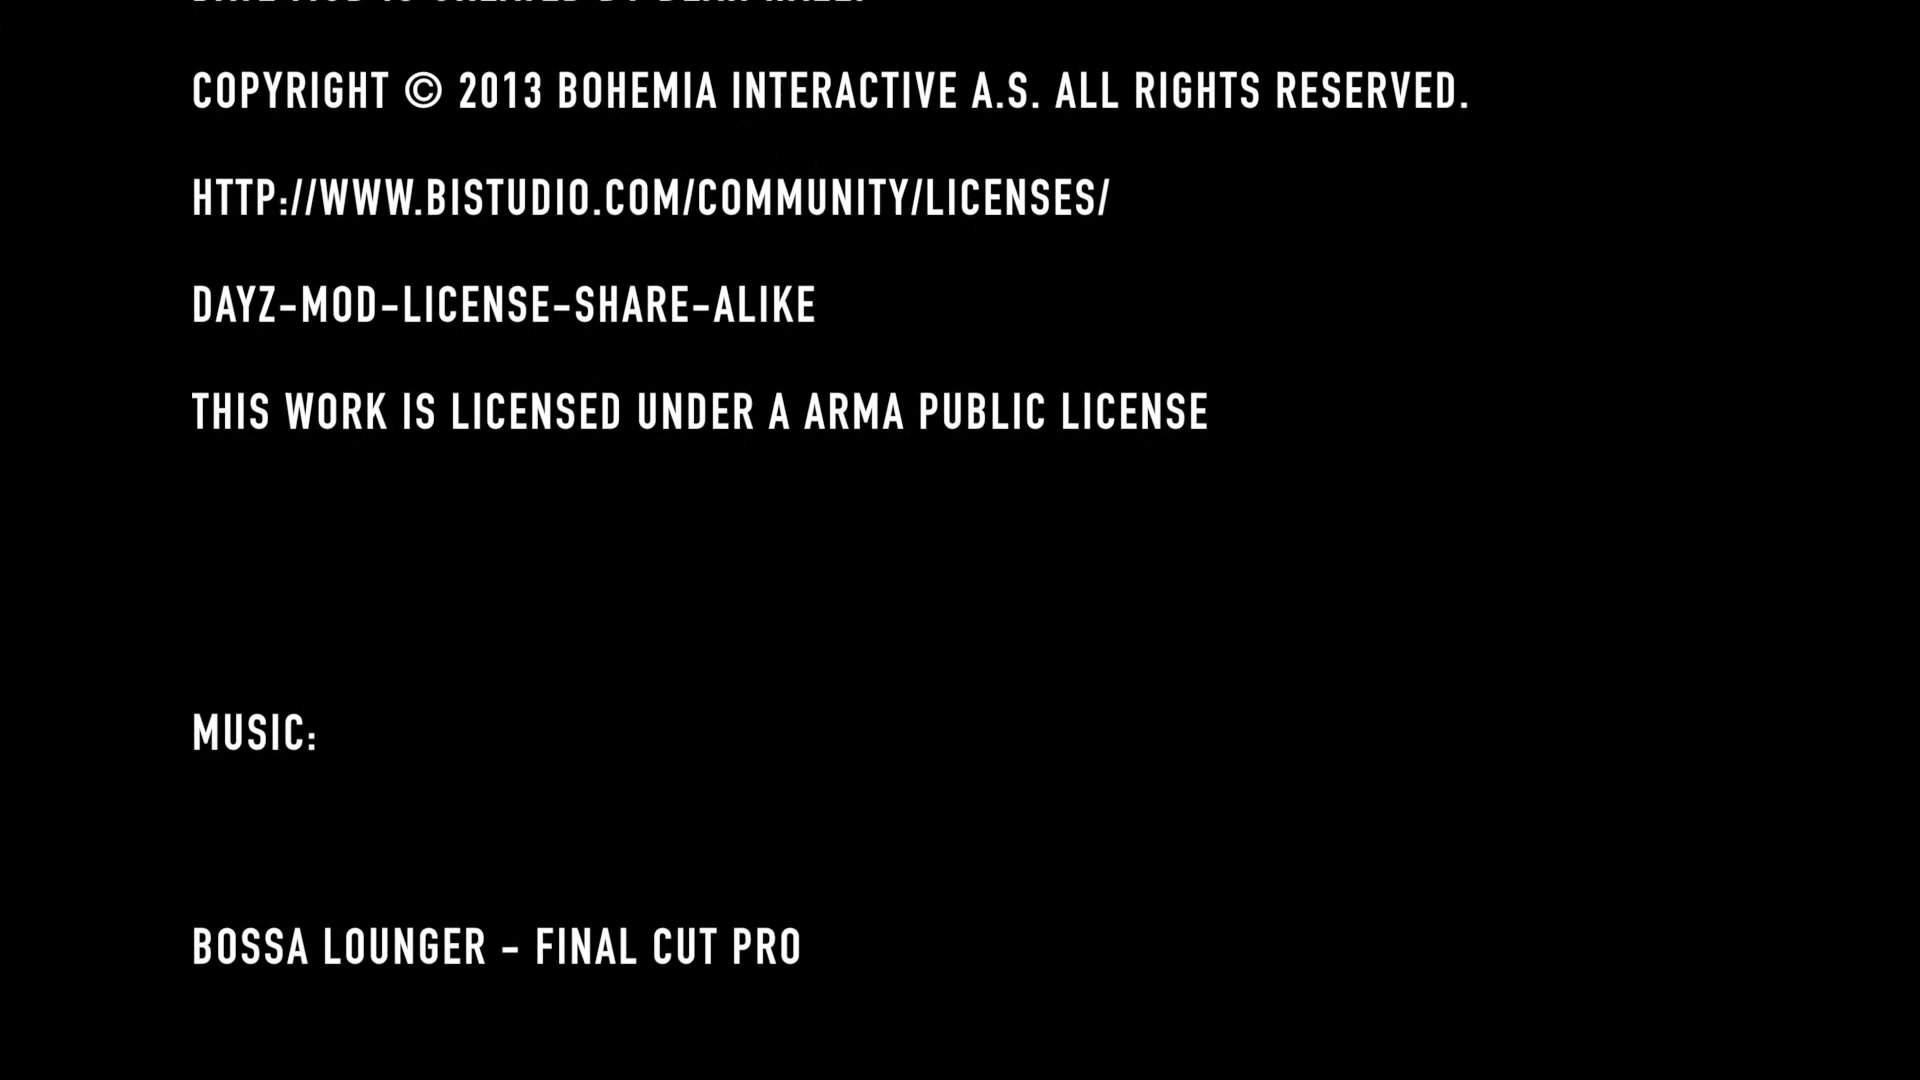 COPYRIGHT © 2013 BOHEMIA INTERACTIVE A.S. ALL RIGHTS RESERVED.
HTTP://WWW.BISTUDIO.COM/COMMUNITY/LICENSES/
DAYZ-MOD-LICENSE-SHARE-ALIKE
THIS WORK IS LICENSED UNDER A ARMA PUBLIC LICENSE
MUSIC:
BOSSA LOUNGER - FINAL CUT PRO